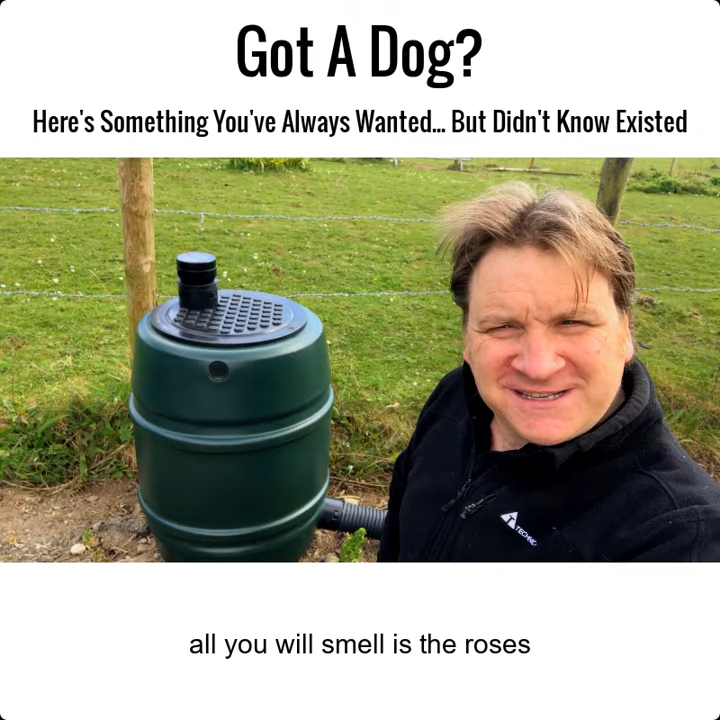 Got A Dog?
Here's Something You've Always Wanted... But Didn't Know Existed
TECHNIC
all you will smell is the roses